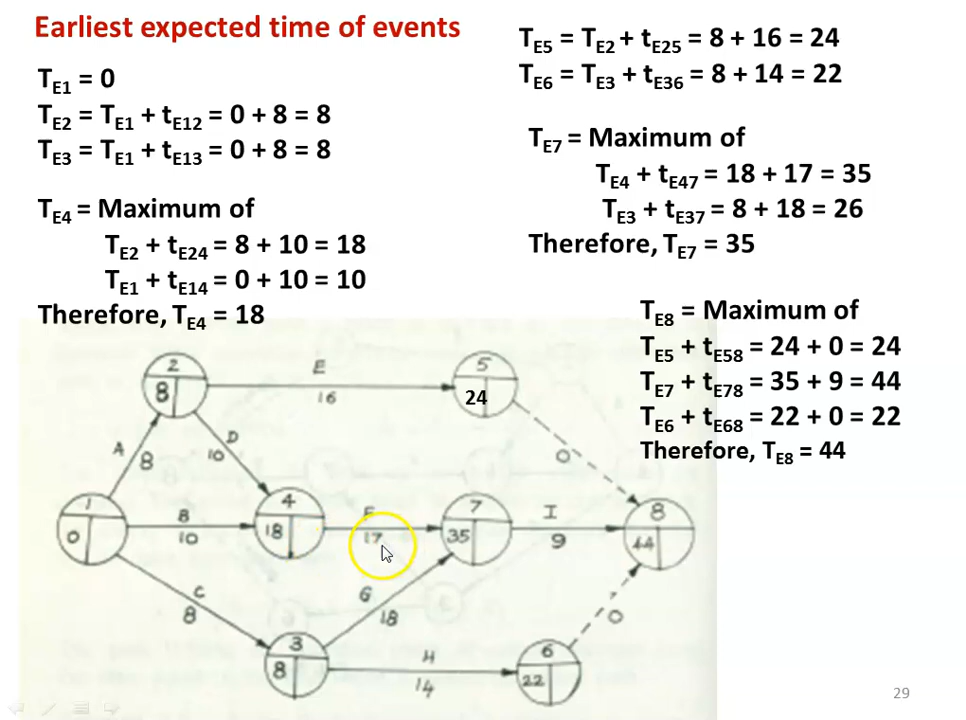 Earliest expected time of events
TE1 = 0
TE2 = TE1 + tE12 = 0 + 8 = 8
TE3 = TE1 + tE13 = 0 + 8 = 8
TE4 = Maximum of
TE2 + tE24 = 8 + 10 = 18
TE1 + tE14 = 0 + 10 = 10
Therefore, TE4 = 18
TE5 = TE2 + tE25 = 8 + 16 = 24
TE6 = TE3 + tE36 = 8 + 14 = 22
TE7 = Maximum of
TE4 + tE47 = 18 + 17 = 35
TE3 + tE37 = 8 + 18 = 26
Therefore, TE7 = 35
TE8 = Maximum of
TE5 + tE58 = 24 + 0 = 24
TE7 + tE78 = 35 + 9 = 44
TE6 + tE68 = 22 + 0 = 22
Therefore, TE8 = 44
2
8
E
16
5
24
A
8
D
10
0
1
0
B
10
4
18
F
17
7
35
I
9
8
44
C
8
G
18
0
3
8
H
14
6
22
29